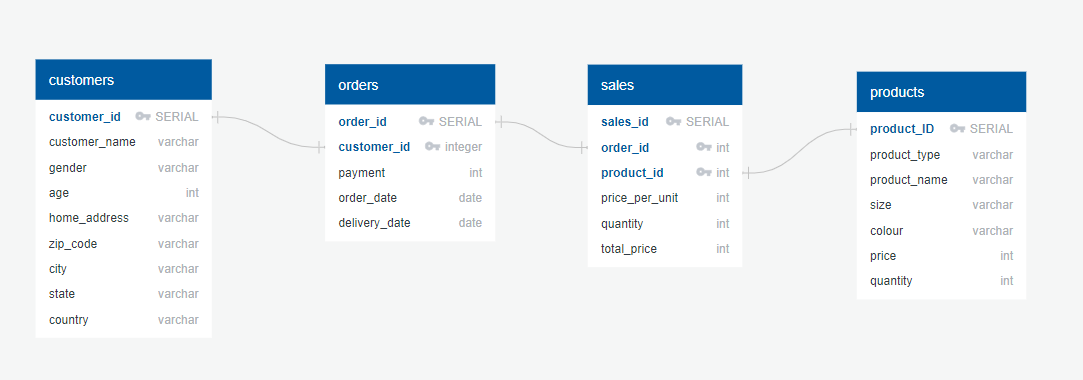 customers
customer_id SERIAL
customer_name varchar
gender varchar
age int
home_address varchar
zip_code varchar
city varchar
state varchar
country varchar
orders
order_id SERIAL
customer_id integer
payment int
order_date date
delivery_date date
sales
sales_id SERIAL
order_id int
product_id int
price_per_unit int
quantity int
total_price int
products
product_ID SERIAL
product_type varchar
product_name varchar
size varchar
colour varchar
price int
quantity int